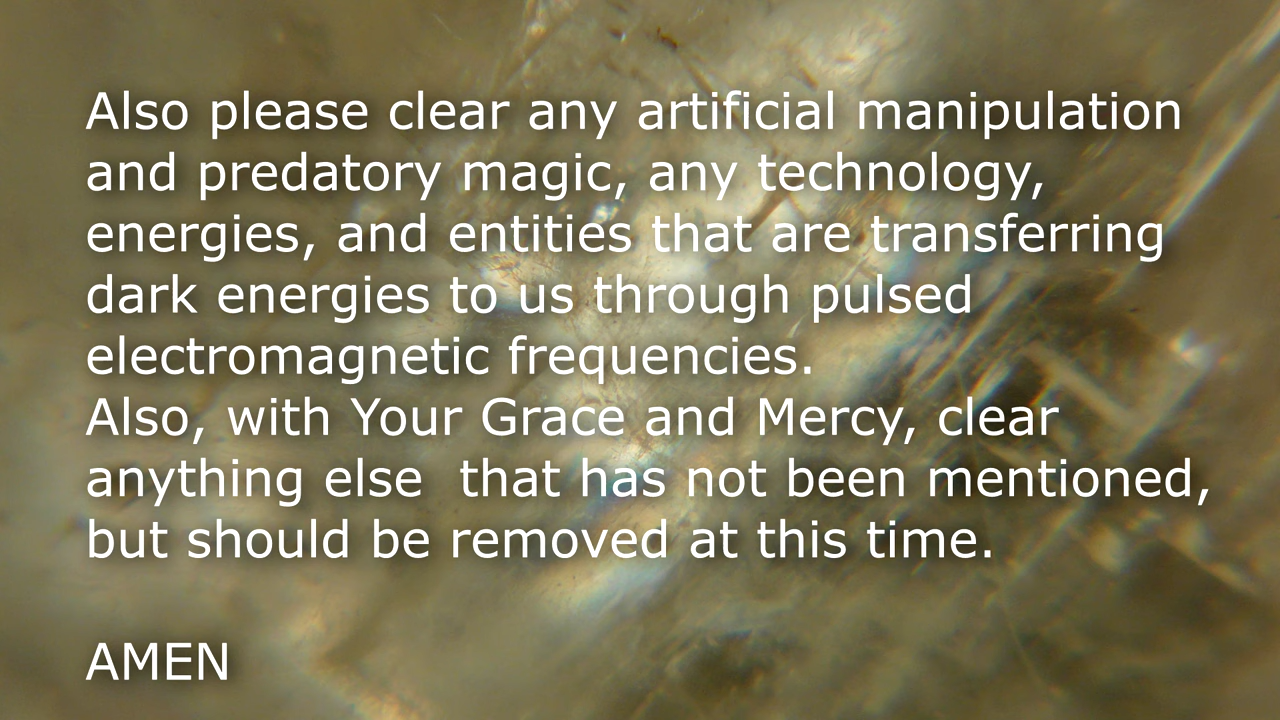 Also please clear any artificial manipulation
and predatory magic, any technology,
energies, and entities that are transferring
dark energies to us through pulsed
electromagnetic frequencies.
Also, with Your Grace and Mercy, clear
anything else  that has not been mentioned,
but should be removed at this time.
AMEN